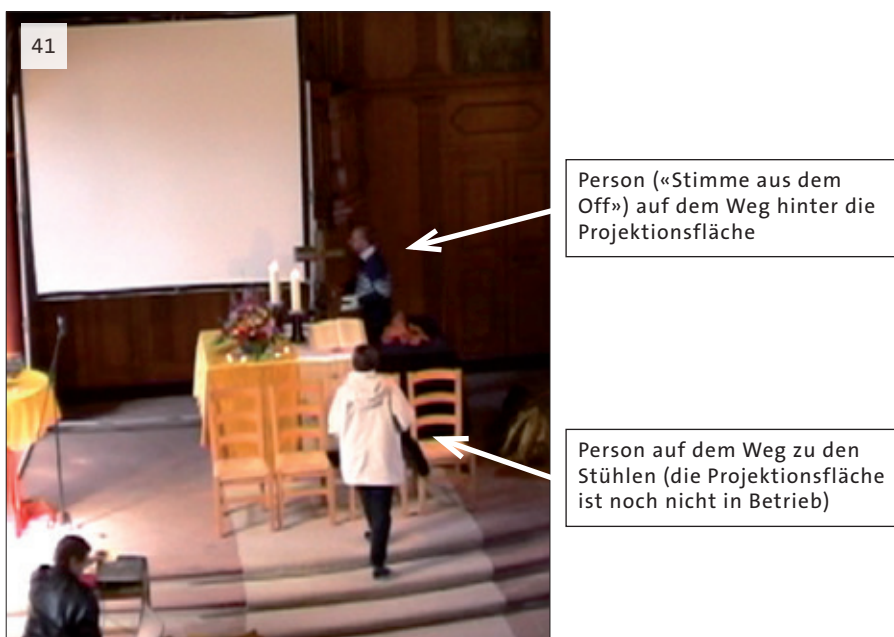 41
Person («Stimme aus dem
Off») auf dem Weg hinter die
Projektionsfläche
Person auf dem Weg zu den
Stühlen (die Projektionsfläche
ist noch nicht in Betrieb)